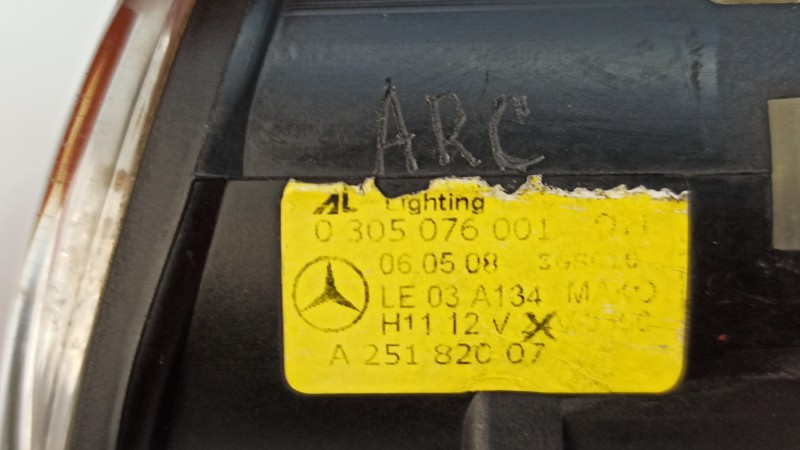 ARC
AL Lighting
0 305 076 001
06.05.08
LE 03 A134
H11 12 V
A 251 820 07